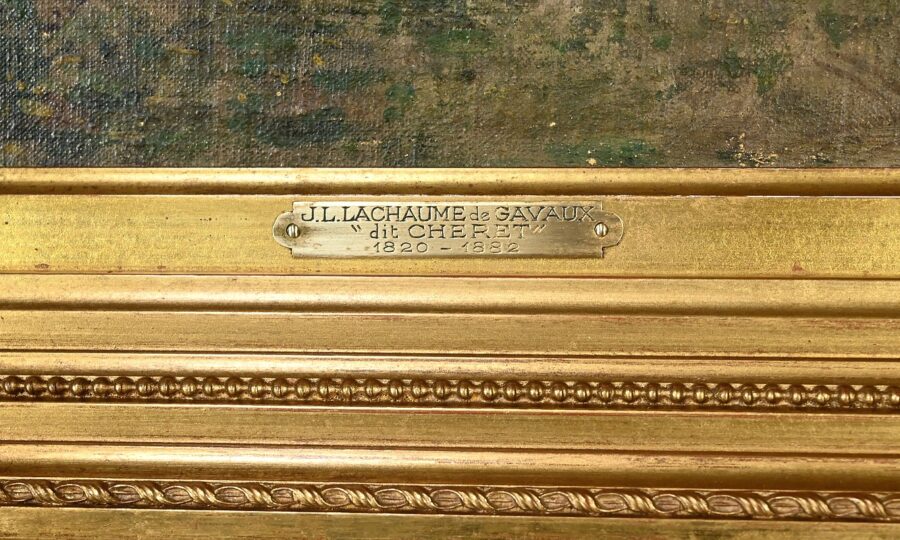 J.L.LACHAUME de GAVAUX
"dit CHERET"
1820 - 1882